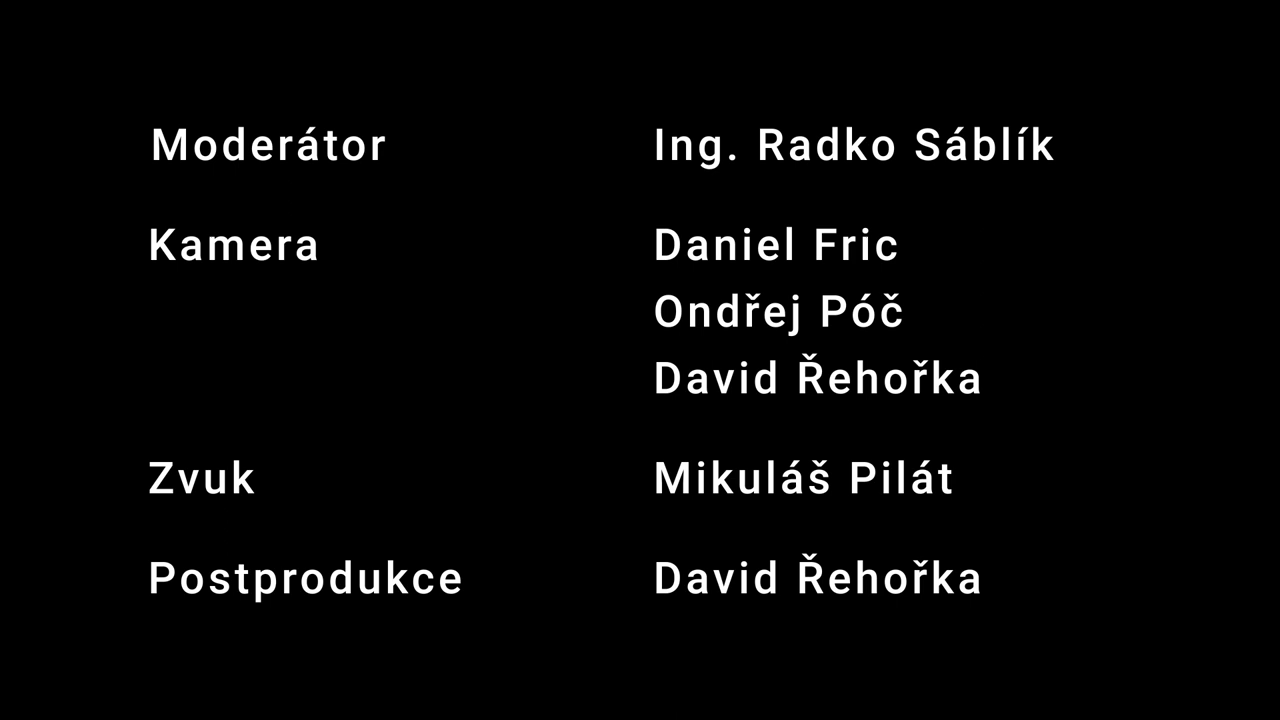 Moderátor Ing. Radko Sáblík
Kamera Daniel Fric
Ondřej Póč
David Řehořka
Zvuk Mikuláš Pilát
Postprodukce David Řehořka